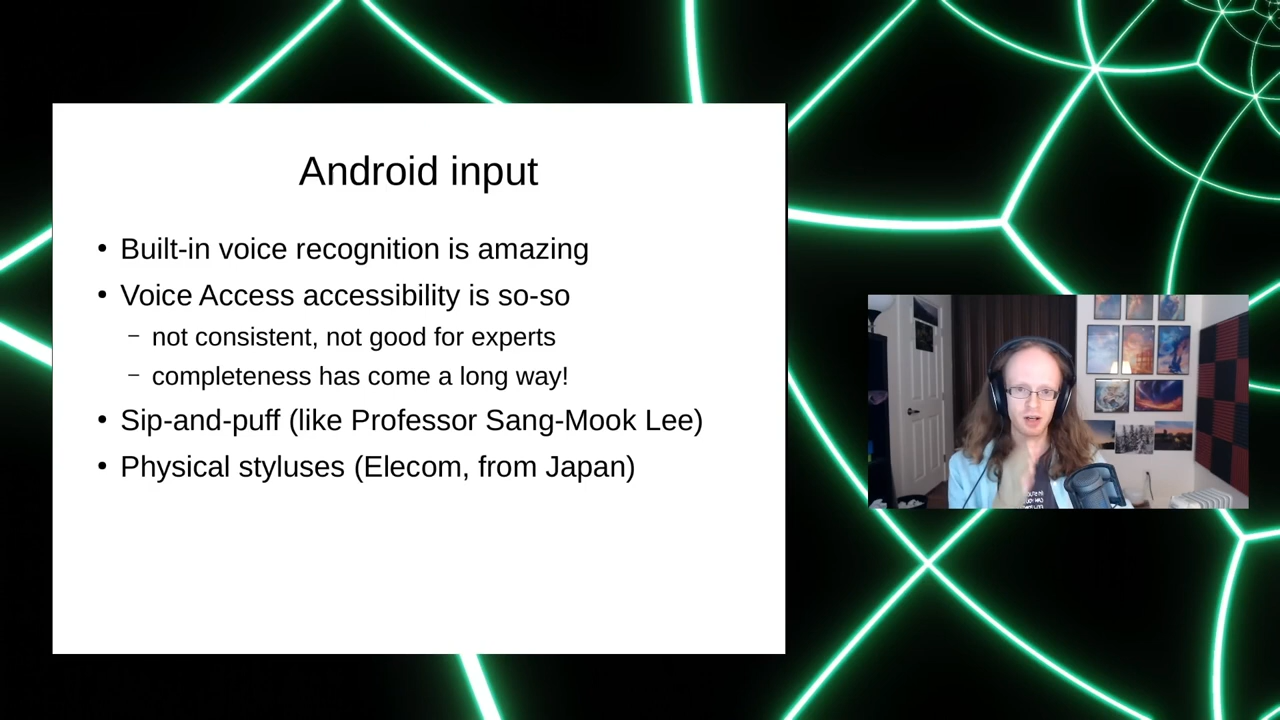 Android input
• Built-in voice recognition is amazing
• Voice Access accessibility is so-so
– not consistent, not good for experts
– completeness has come a long way!
• Sip-and-puff (like Professor Sang-Mook Lee)
• Physical styluses (Elecom, from Japan)